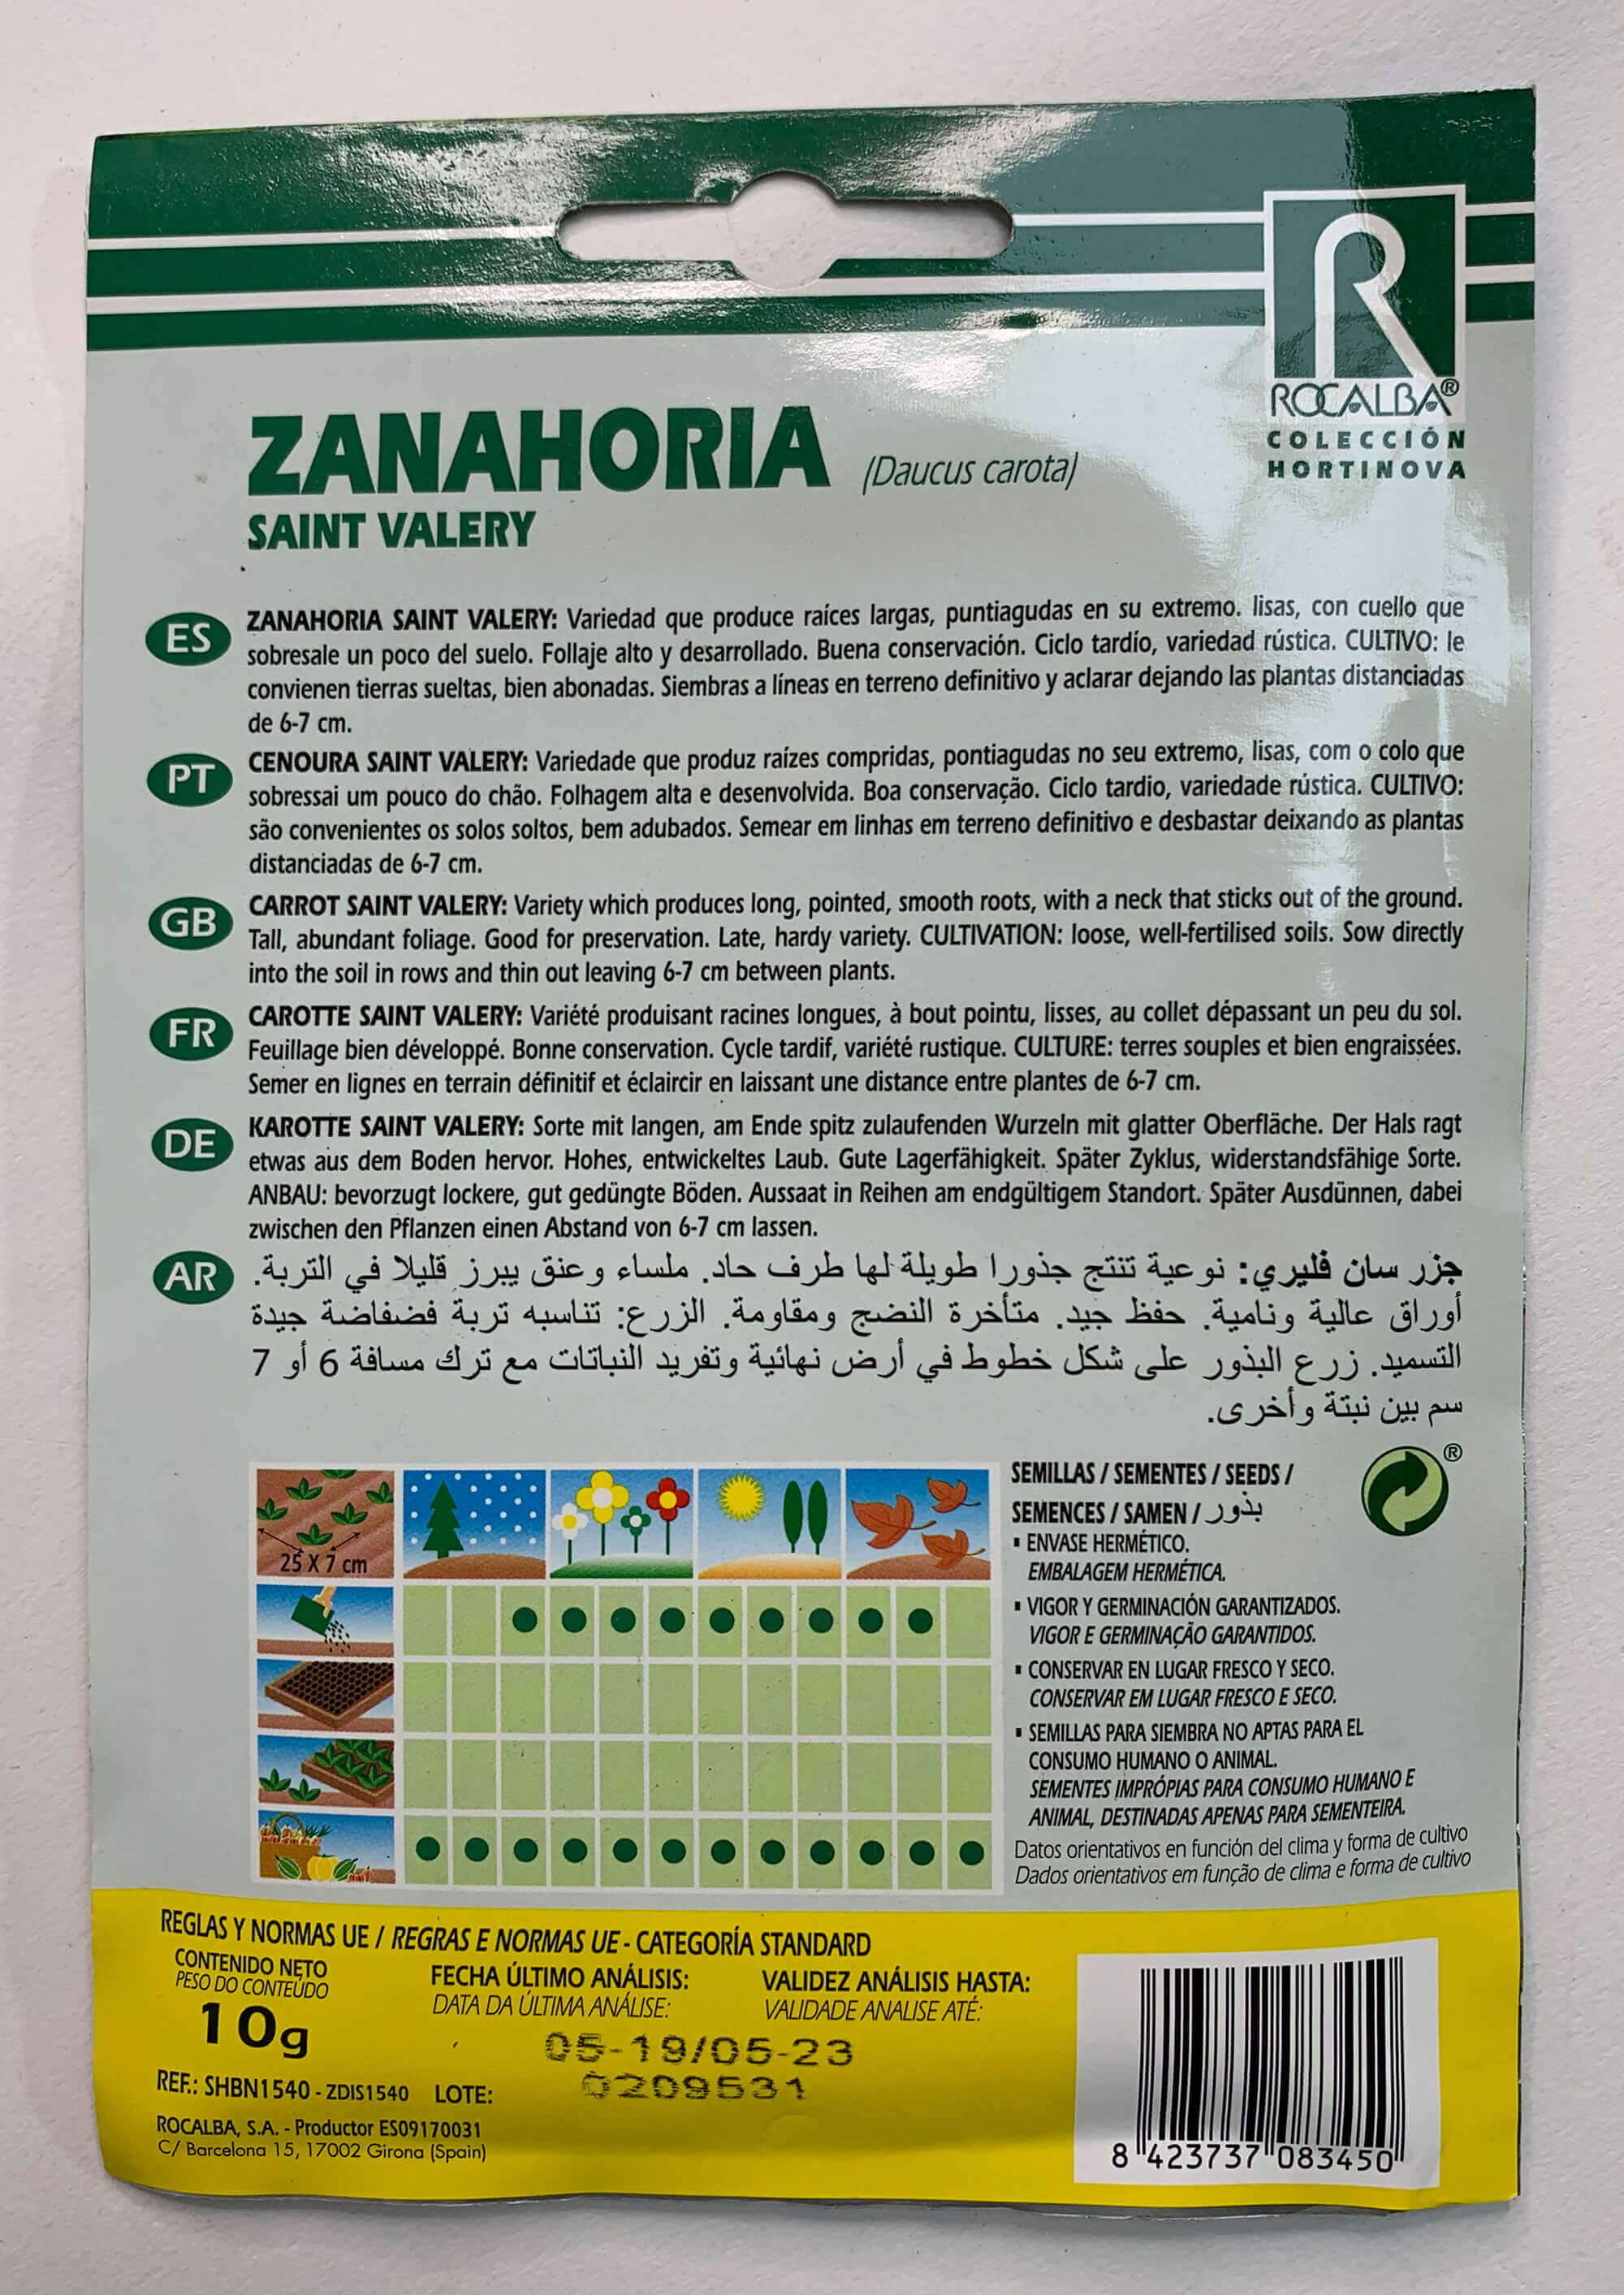 R
ROCALBA®
COLECCIÓN
HORTINOVA
ZANAHORIA (Daucus carota)
SAINT VALERY
ES
ZANAHORIA SAINT VALERY: Variedad que produce raíces largas, puntiagudas en su extremo. lisas, con cuello que
sobresale un poco del suelo. Follaje alto y desarrollado. Buena conservación. Ciclo tardío, variedad rústica. CULTIVO: le
convienen tierras sueltas, bien abonadas. Siembras a líneas en terreno definitivo y aclarar dejando las plantas distanciadas
de 6-7 cm.
PT
CENOURA SAINT VALERY: Variedade que produz raízes compridas, pontiagudas no seu extremo, lisas, com o colo que
sobressai um pouco do chão. Folhagem alta e desenvolvida. Boa conservação. Ciclo tardio, variedade rústica. CULTIVO:
são convenientes os solos soltos, bem adubados. Semear em linhas em terreno definitivo e desbastar deixando as plantas
distanciadas de 6-7 cm.
GB
CARROT SAINT VALERY: Variety which produces long, pointed, smooth roots, with a neck that sticks out of the ground.
Tall, abundant foliage. Good for preservation. Late, hardy variety. CULTIVATION: loose, well-fertilised soils. Sow directly
into the soil in rows and thin out leaving 6-7 cm between plants.
FR
CAROTTE SAINT VALERY: Variété produisant racines longues, à bout pointu, lisses, au collet dépassant un peu du sol.
Feuillage bien développé. Bonne conservation. Cycle tardif, variété rustique. CULTURE: terres souples et bien engraissées.
Semer en lignes en terrain définitif et éclaircir en laissant une distance entre plantes de 6-7 cm.
DE
KAROTTE SAINT VALERY: Sorte mit langen, am Ende spitz zulaufenden Wurzeln mit glatter Oberfläche. Der Hals ragt
etwas aus dem Boden hervor. Hohes, entwickeltes Laub. Gute Lagerfähigkeit. Später Zyklus, widerstandsfähige Sorte.
ANBAU: bevorzugt lockere, gut gedüngte Böden. Aussaat in Reihen am endgültigem Standort. Später Ausdünnen, dabei
zwischen den Pflanzen einen Abstand von 6-7 cm lassen.
AR
جزر سان فليري: نوعية تنتج جذورا طويلة لها طرف حاد. ملساء وعنق يبرز قليلا في التربة.
أوراق عالية ونامية. حفظ جيد. متأخرة النضج ومقاومة. الزرع: تناسبه تربة فضفاضة جيدة
التسميد. زرع البذور على شكل خطوط في أرض نهائية وتفريد النباتات مع ترك مسافة 6 أو 7
سم بين نبتة وأخرى.
25 X 7 cm
SEMILLAS / SEMENTES / SEEDS /
SEMENCES / SAMEN / بذور
®
▪ ENVASE HERMÉTICO.
EMBALAGEM HERMÉTICA.
▪ VIGOR Y GERMINACIÓN GARANTIZADOS.
VIGOR E GERMINAÇÃO GARANTIDOS.
▪ CONSERVAR EN LUGAR FRESCO Y SECO.
CONSERVAR EM LUGAR FRESCO E SECO.
▪ SEMILLAS PARA SIEMBRA NO APTAS PARA EL
CONSUMO HUMANO O ANIMAL.
SEMENTES IMPRÓPIAS PARA CONSUMO HUMANO E
ANIMAL, DESTINADAS APENAS PARA SEMENTEIRA.
Datos orientativos en función del clima y forma de cultivo
Dados orientativos em função de clima e forma de cultivo
REGLAS Y NORMAS UE / REGRAS E NORMAS UE - CATEGORÍA STANDARD
CONTENIDO NETO
PESO DO CONTEÚDO
10g
FECHA ÚLTIMO ANÁLISIS:
DATA DA ÚLTIMA ANÁLISE:
VALIDEZ ANÁLISIS HASTA:
VALIDADE ANALISE ATÉ:
05-19/05-23
REF.: SHBN1540 - ZDIS1540 LOTE: 0209531
ROCALBA, S.A. - Productor ES09170031
C/ Barcelona 15, 17002 Girona (Spain)
8 423737 083450